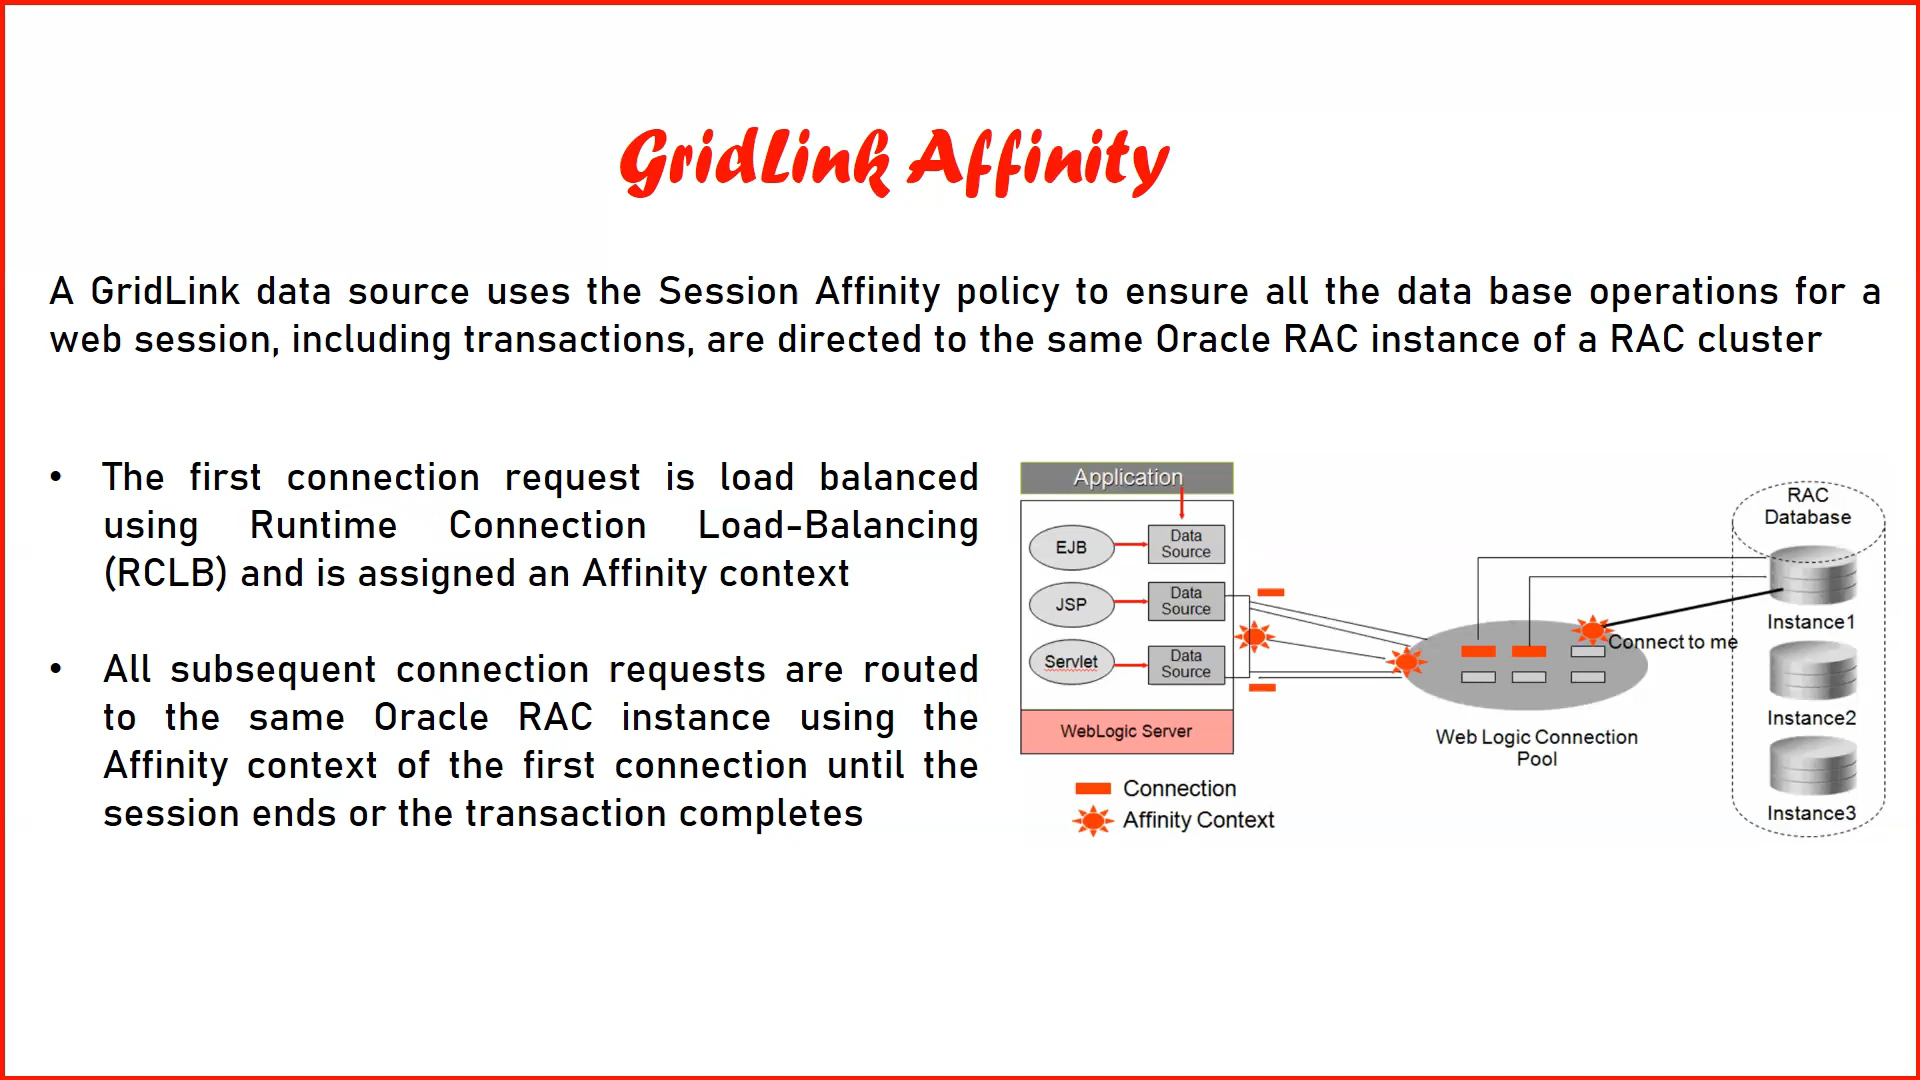 GridLink Affinity
A GridLink data source uses the Session Affinity policy to ensure all the data base operations for a
web session, including transactions, are directed to the same Oracle RAC instance of a RAC cluster
• The first connection request is load balanced
using Runtime Connection Load-Balancing
(RCLB) and is assigned an Affinity context
• All subsequent connection requests are routed
to the same Oracle RAC instance using the
Affinity context of the first connection until the
session ends or the transaction completes
Application
EJB
Data
Source
JSP
Data
Source
Servlet
Data
Source
WebLogic Server
Connection
Affinity Context
Connect to me
Web Logic Connection
Pool
RAC
Database
Instance1
Instance2
Instance3